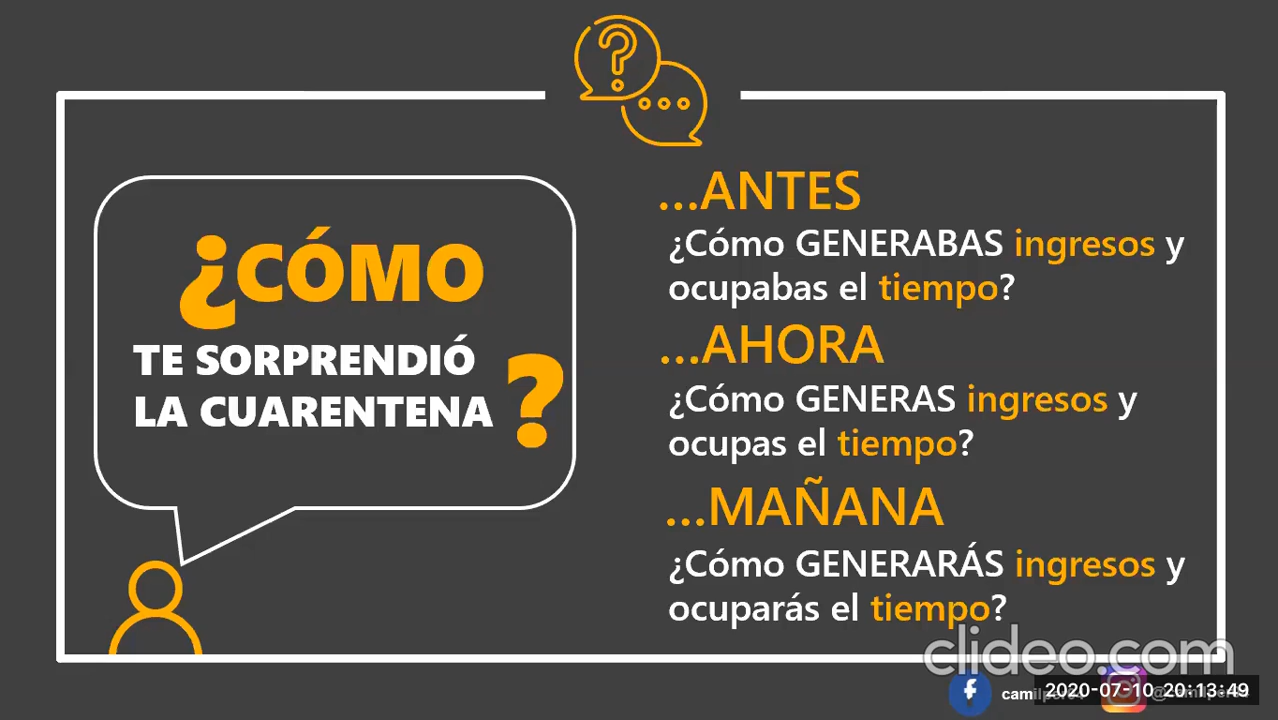 ¿CÓMO
TE SORPRENDIÓ
LA CUARENTENA ?
...ANTES
¿Cómo GENERABAS ingresos y
ocupabas el tiempo?
...AHORA
¿Cómo GENERAS ingresos y
ocupas el tiempo?
...MAÑANA
¿Cómo GENERARÁS ingresos y
ocuparás el tiempo?
clideo.com
2020-07-10 20:13:49